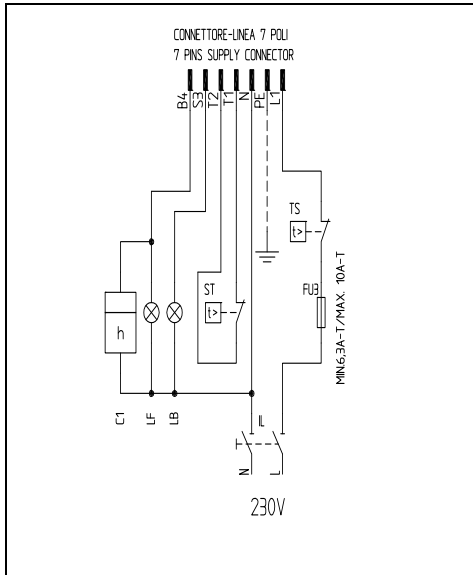 CONNETTORE-LINEA 7 POLI
7 PINS SUPPLY CONNECTOR
B4
S3
T2
T1
N
PE
L1
TS
t>
ST
t>
FU3
MIN.6,3A-T/MAX. 10A-T
h
C1
LF
LB
IL
N
L
230V